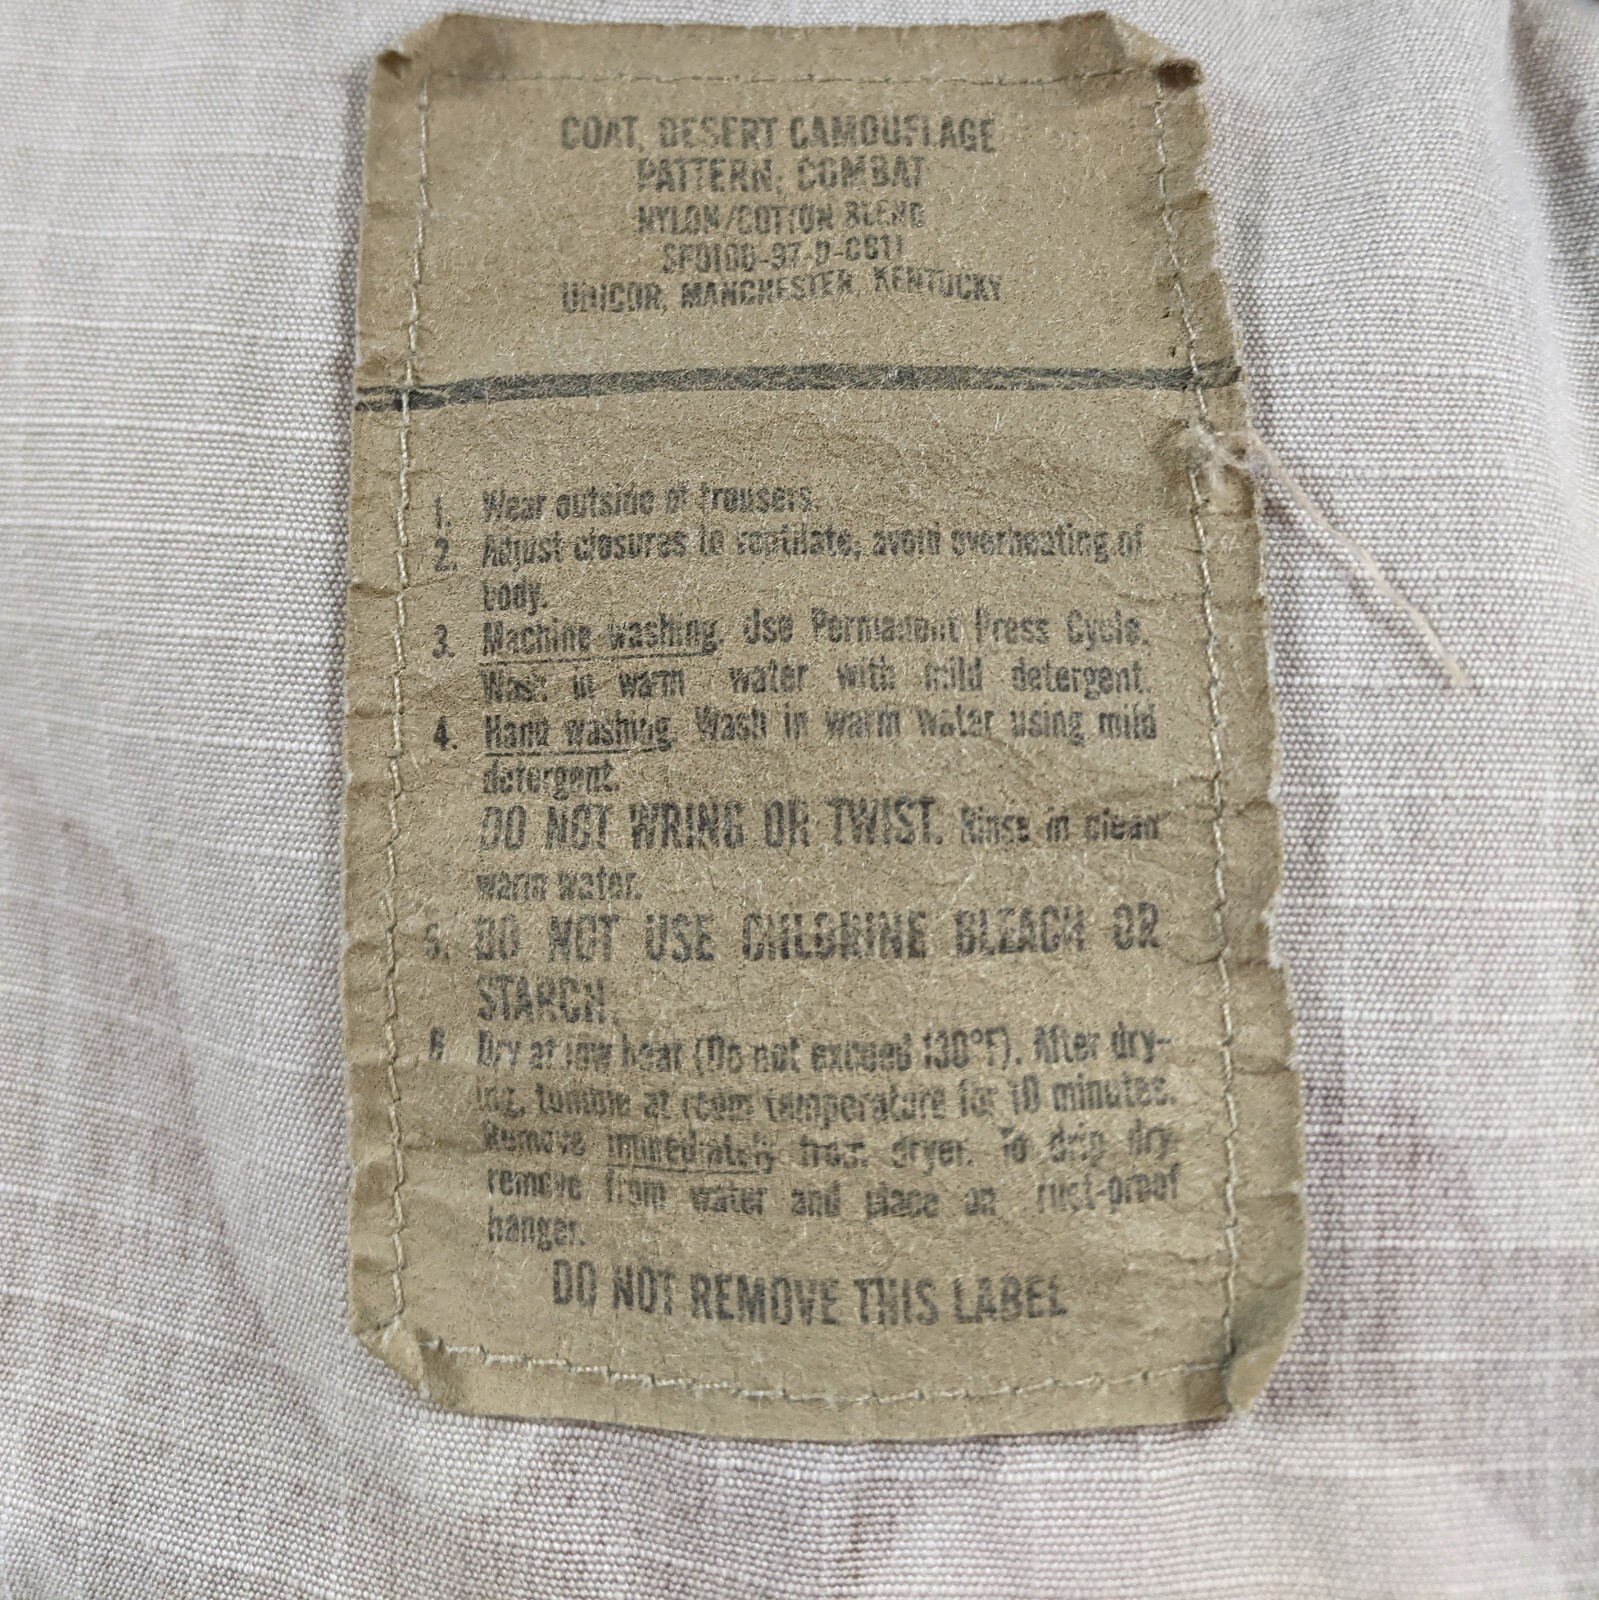 COAT, DESERT CAMOUFLAGE
PATTERN: COMBAT
NYLON/COTTON BLEND
SP0100-97-D-CB11
UNICOR, MANCHESTER, KENTUCKY
1. Wear outside of trousers.
2. Adjust closures to ventilate, avoid overheating of
body.
3. Machine washing. Use Permanent Press Cycle.
Wash in warm water with mild detergent.
4. Hand washing. Wash in warm water using mild
detergent.
DO NOT WRING OR TWIST. Rinse in clean
warm water.
5. DO NOT USE CHLORINE BLEACH OR
STARCH.
6 Dry at low heat (Do not exceed 130°F). After dry-
ing, tumble at room temperature for 10 minutes.
Remove immediately from dryer. To drip dry
remove from water and place on rust-proof
hanger.
DO NOT REMOVE THIS LABEL